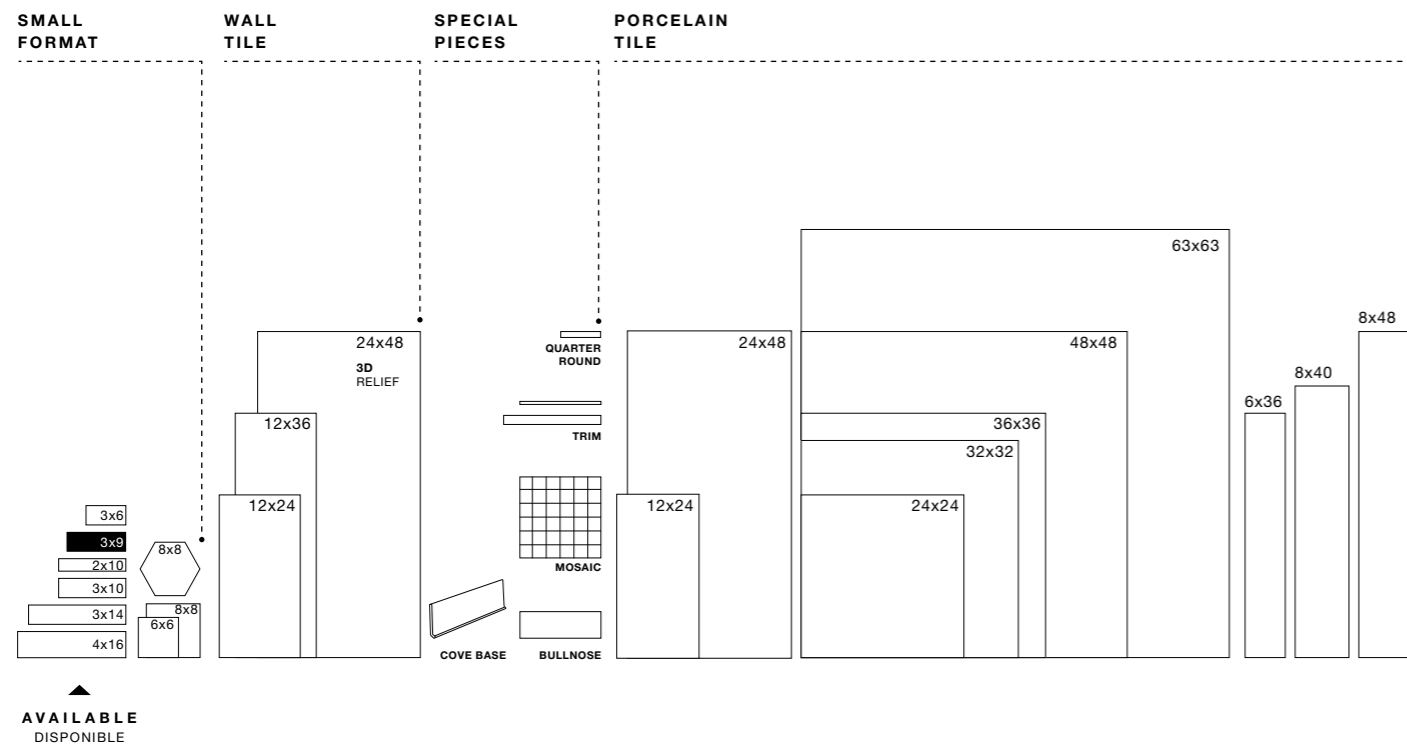 SMALL
FORMAT
WALL
TILE
SPECIAL
PIECES
PORCELAIN
TILE
3x6
3x9
2x10
3x10
3x14
4x16
8x8
8x8
6x6
24x48
3D
RELIEF
12x36
12x24
QUARTER
ROUND
TRIM
MOSAIC
COVE BASE
BULLNOSE
24x48
12x24
63x63
48x48
36x36
32x32
24x24
6x36
8x40
8x48
AVAILABLE
DISPONIBLE